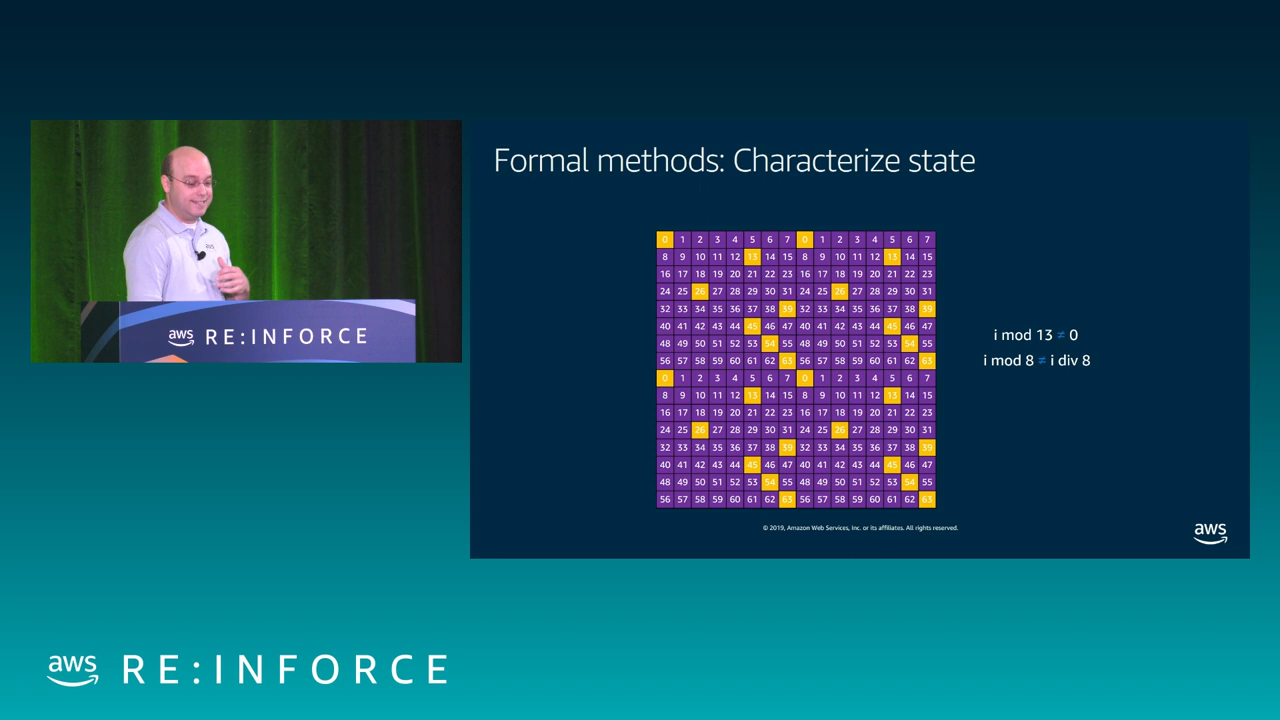 Formal methods: Characterize state
0 1 2 3 4 5 6 7 0 1 2 3 4 5 6 7
8 9 10 11 12 13 14 15 8 9 10 11 12 13 14 15
16 17 18 19 20 21 22 23 16 17 18 19 20 21 22 23
24 25 26 27 28 29 30 31 24 25 26 27 28 29 30 31
32 33 34 35 36 37 38 39 32 33 34 35 36 37 38 39
40 41 42 43 44 45 46 47 40 41 42 43 44 45 46 47
48 49 50 51 52 53 54 55 48 49 50 51 52 53 54 55
56 57 58 59 60 61 62 63 56 57 58 59 60 61 62 63
0 1 2 3 4 5 6 7 0 1 2 3 4 5 6 7
8 9 10 11 12 13 14 15 8 9 10 11 12 13 14 15
16 17 18 19 20 21 22 23 16 17 18 19 20 21 22 23
24 25 26 27 28 29 30 31 24 25 26 27 28 29 30 31
32 33 34 35 36 37 38 39 32 33 34 35 36 37 38 39
40 41 42 43 44 45 46 47 40 41 42 43 44 45 46 47
48 49 50 51 52 53 54 55 48 49 50 51 52 53 54 55
56 57 58 59 60 61 62 63 56 57 58 59 60 61 62 63
i mod 13 ≠ 0
i mod 8 ≠ i div 8
© 2019, Amazon Web Services, Inc. or its affiliates. All rights reserved.
aws
aws
aws RE:INFORCE
aws RE:INFORCE